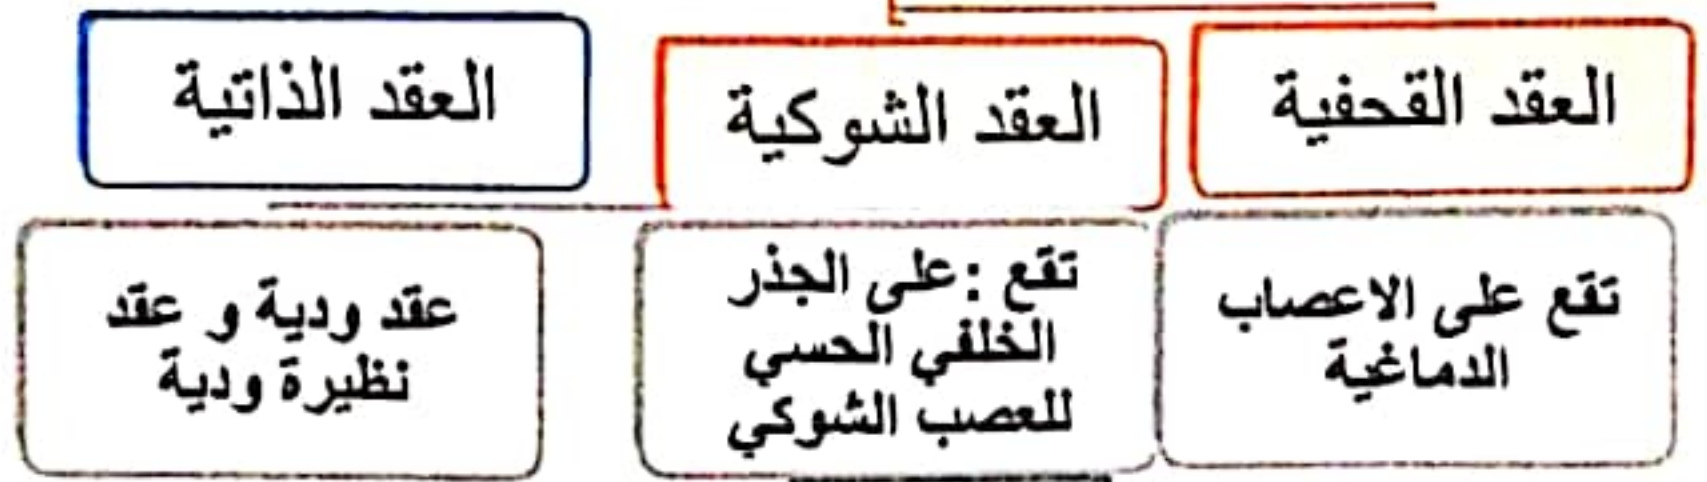 العقد القحفية
العقد الشوكية
العقد الذاتية
تقع على الاعصاب
الدماغية
تقع :على الجذر
الخلفي الحسي
للعصب الشوكي
عقد ودية و عقد
نظيرة ودية